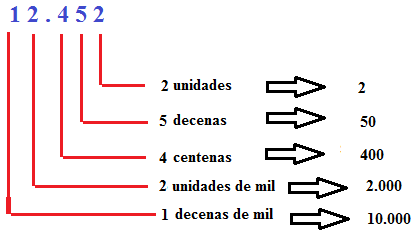 12.452
2 unidades 2
5 decenas 50
4 centenas 400
2 unidades de mil 2.000
1 decenas de mil 10.000